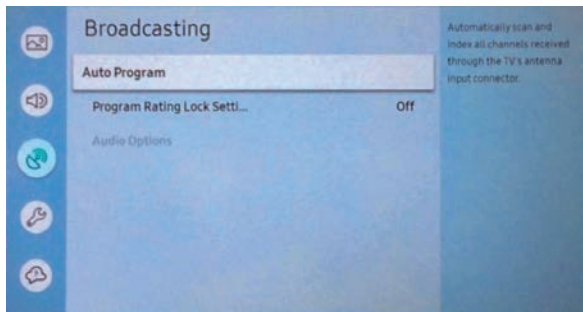 Broadcasting
Auto Program
Program Rating Lock Setti... Off
Audio Options
Automatically scan and
index all channels received
through the TV's antenna
input connector.